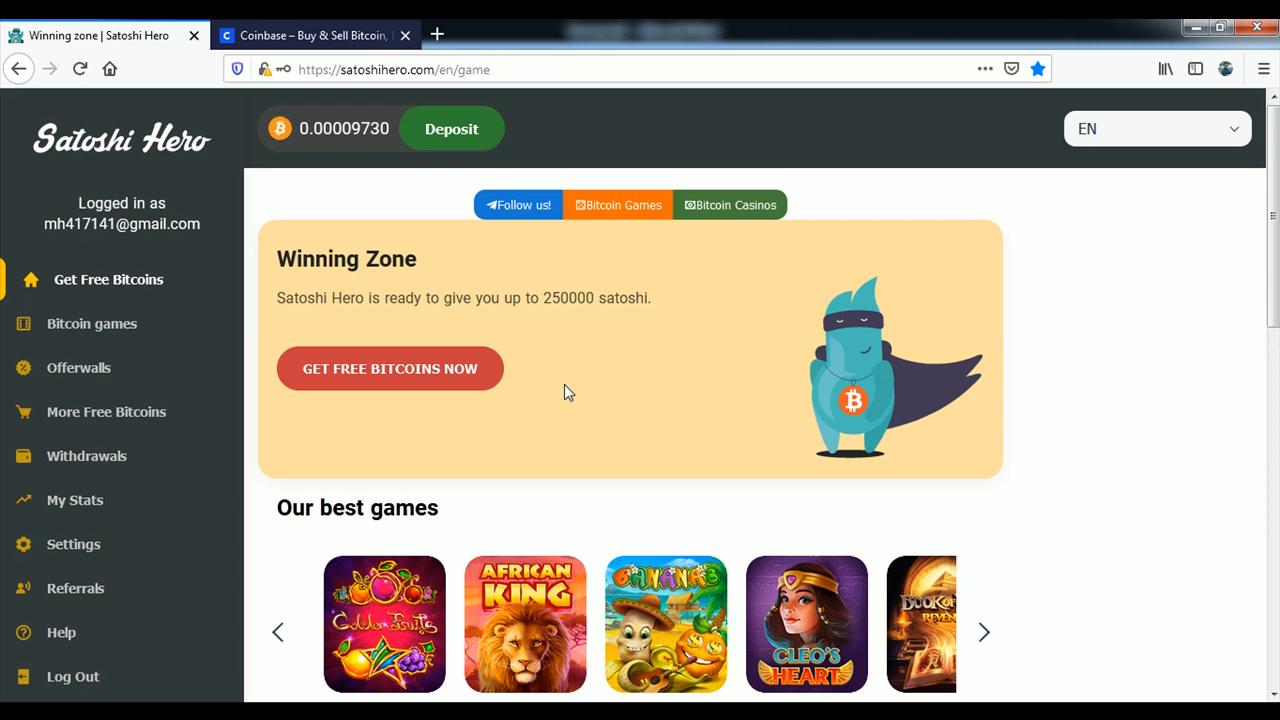 Winning zone | Satoshi Hero
Coinbase – Buy & Sell Bitcoin,
https://satoshihero.com/en/game
Satoshi Hero
0.00009730
Deposit
EN
Logged in as
mh417141@gmail.com
Get Free Bitcoins
Bitcoin games
Offerwalls
More Free Bitcoins
Withdrawals
My Stats
Settings
Referrals
Help
Log Out
Follow us!
Bitcoin Games
Bitcoin Casinos
Winning Zone
Satoshi Hero is ready to give you up to 250000 satoshi.
GET FREE BITCOINS NOW
Our best games
Golden Fruits
AFRICAN
KING
BANANAS
CLEO'S
HEART
BOOK OF